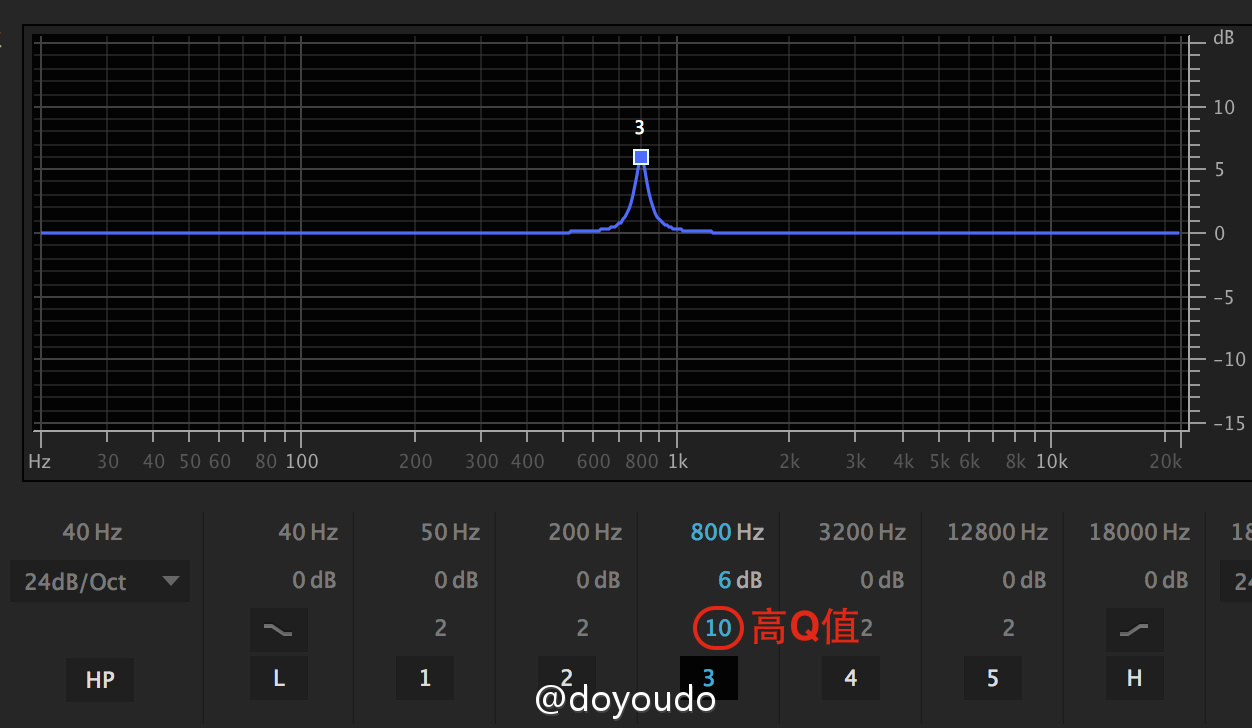 dB
3
10
5
0
-5
-10
-15
Hz 30 40 50 60 80 100 200 300 400 600 800 1k 2k 3k 4k 5k 6k 8k 10k 20k
40 Hz 40 Hz 50 Hz 200 Hz 800 Hz 3200 Hz 12800 Hz 18000 Hz
24dB/Oct 0 dB 0 dB 0 dB 6 dB 0 dB 0 dB 0 dB
2 2 10 高Q值 2 2
HP L 1 2 3 4 5 H
@doyoudo